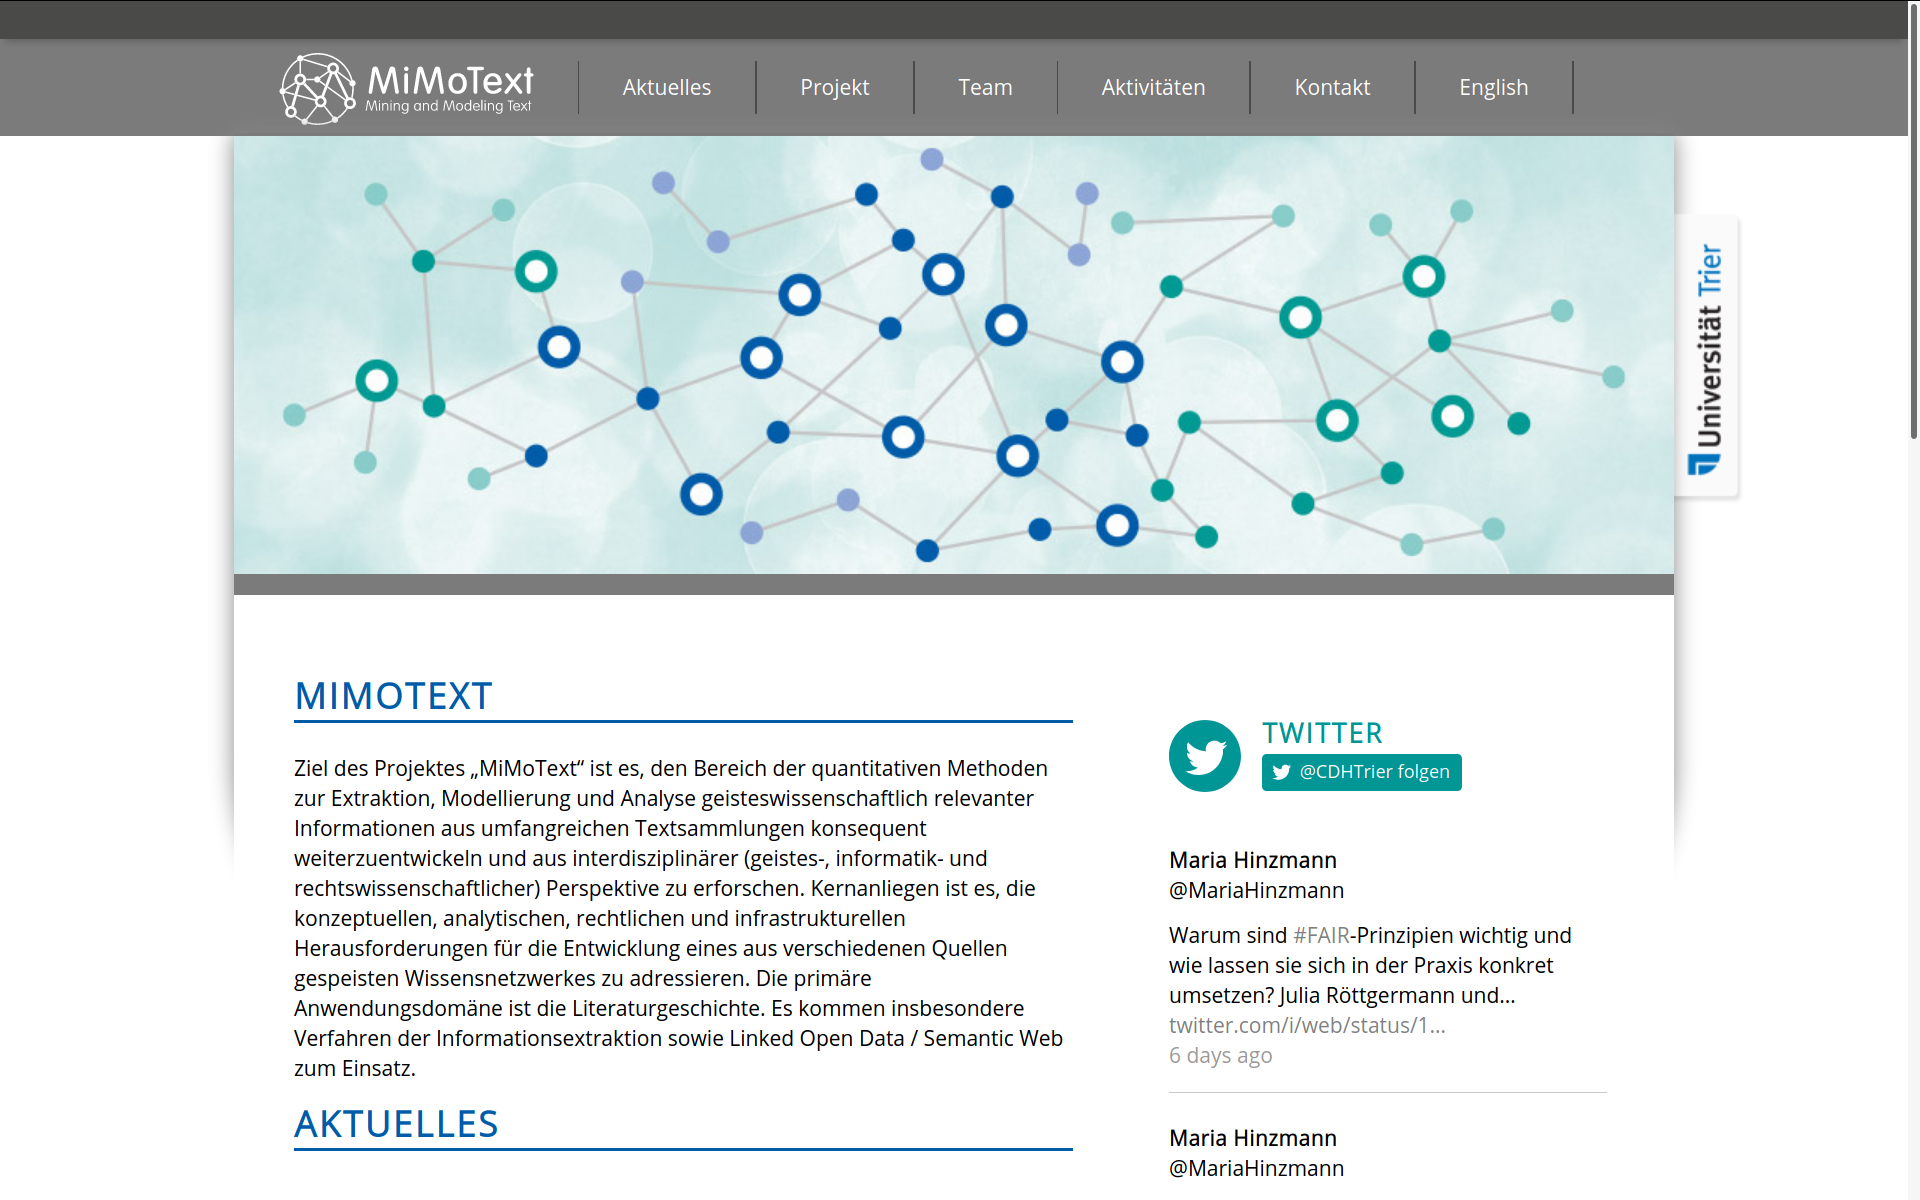 MiMoText
Mining and Modeling Text
Aktuelles
Projekt
Team
Aktivitäten
Kontakt
English
Universität Trier
MIMOTEXT
Ziel des Projektes „MiMoText“ ist es, den Bereich der quantitativen Methoden
zur Extraktion, Modellierung und Analyse geisteswissenschaftlich relevanter
Informationen aus umfangreichen Textsammlungen konsequent
weiterzuentwickeln und aus interdisziplinärer (geistes-, informatik- und
rechtswissenschaftlicher) Perspektive zu erforschen. Kernanliegen ist es, die
konzeptuellen, analytischen, rechtlichen und infrastrukturellen
Herausforderungen für die Entwicklung eines aus verschiedenen Quellen
gespeisten Wissensnetzwerkes zu adressieren. Die primäre
Anwendungsdomäne ist die Literaturgeschichte. Es kommen insbesondere
Verfahren der Informationsextraktion sowie Linked Open Data / Semantic Web
zum Einsatz.
AKTUELLES
TWITTER
@CDHTrier folgen
Maria Hinzmann
@MariaHinzmann
Warum sind #FAIR-Prinzipien wichtig und
wie lassen sie sich in der Praxis konkret
umsetzen? Julia Röttgermann und…
twitter.com/i/web/status/1…
6 days ago
Maria Hinzmann
@MariaHinzmann